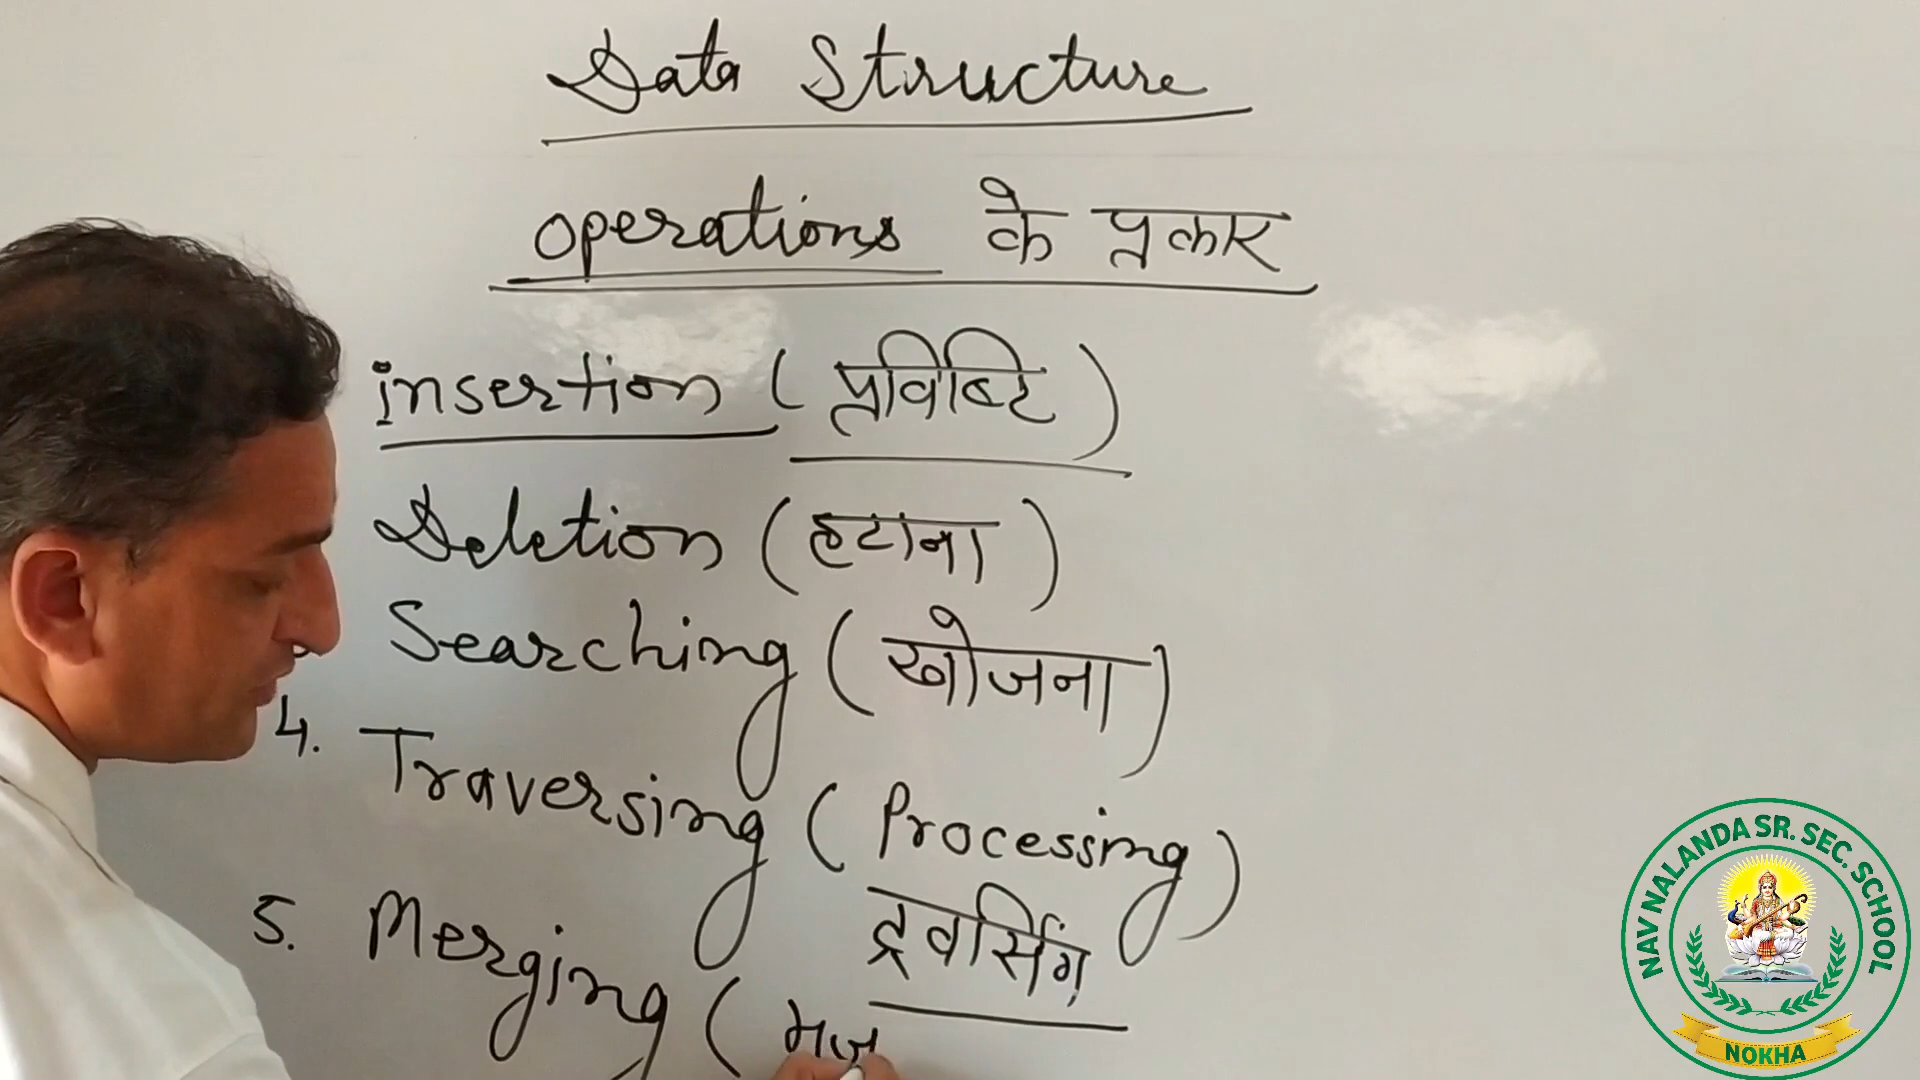 Data Structure
operations के प्रकार
insertion ( प्रविष्टि )
Deletion ( हटाना )
Searching ( खोजना )
4. Traversing ( Processing )
ट्रवर्सिंग
5. Merging (
NAV NALANDA SR. SEC. SCHOOL
NOKHA